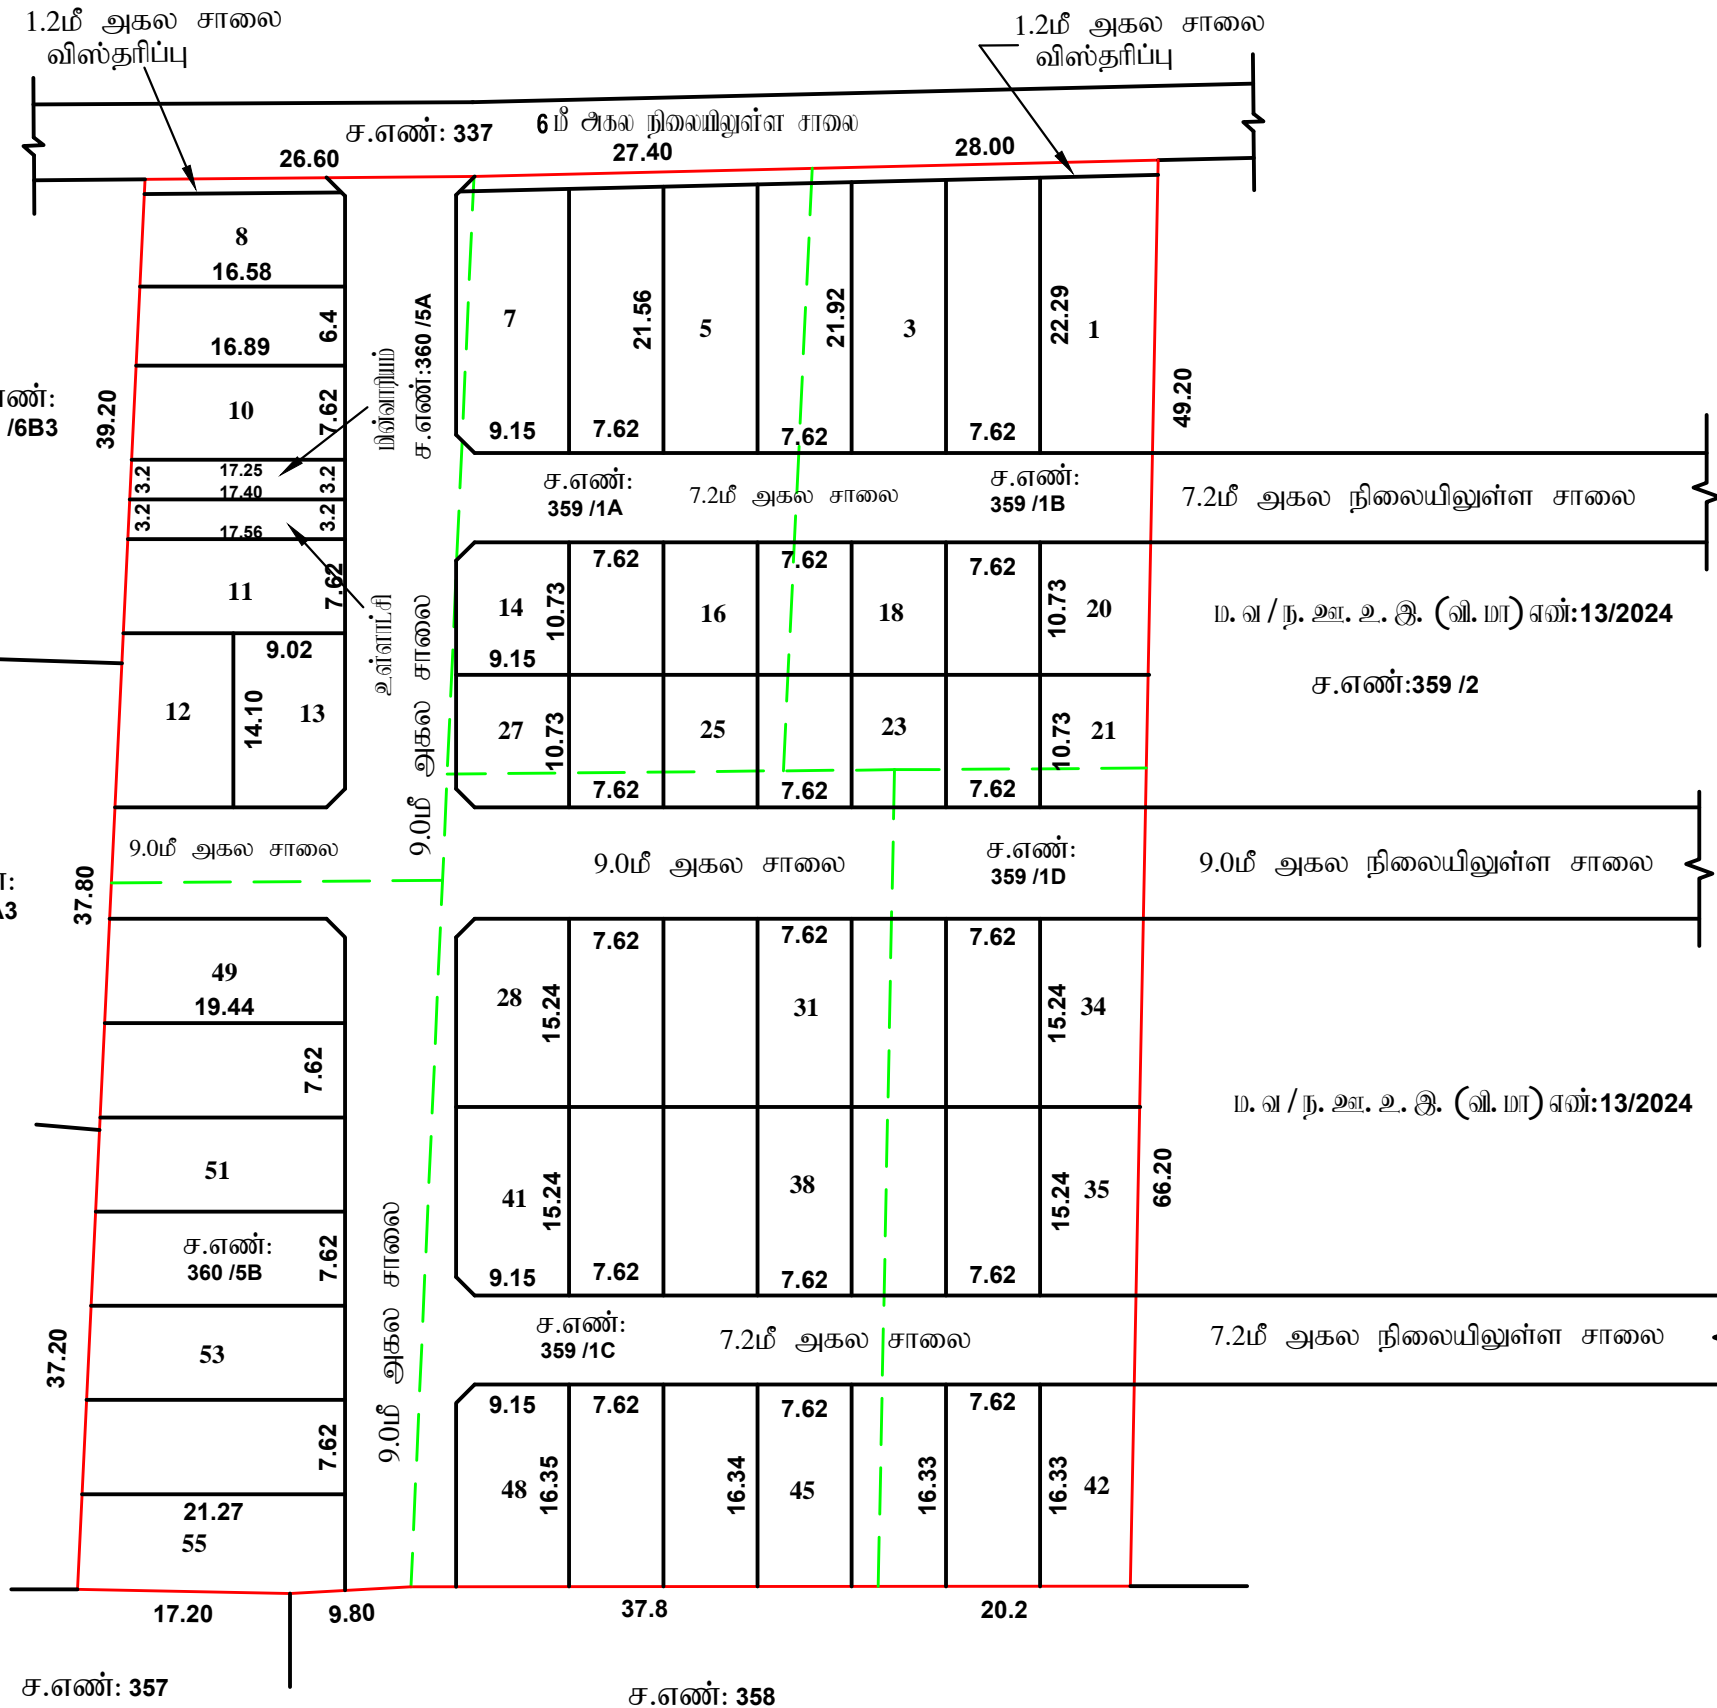 1.2மீ அகல சாலை
விஸ்தரிப்பு
1.2மீ அகல சாலை
விஸ்தரிப்பு
ச.எண்: 337
6 மீ அகல நிலையிலுள்ள சாலை
26.60
27.40
28.00
8
16.58
6.4
16.89
10
7.62
39.20
ண்:
/6B3
மின்வாரியம்
ச.எண்:360 /5A
7
21.56
5
21.92
3
22.29
1
49.20
9.15
7.62
7.62
7.62
3.2
17.25
3.2
17.40
3.2
3.2
17.56
ச.எண்:
359 /1A
7.2மீ அகல சாலை
ச.எண்:
359 /1B
7.2மீ அகல நிலையிலுள்ள சாலை
11
7.62
உள்ளாட்சி
9.0மீ அகல சாலை
7.62
7.62
7.62
14
10.73
16
18
10.73
20
9.15
ம. வ / ந. ஊ. உ. இ. (வி. மா) எண்:13/2024
ச.எண்:359 /2
9.02
12
14.10
13
27
10.73
25
23
10.73
21
7.62
7.62
7.62
9.0மீ அகல சாலை
9.0மீ அகல சாலை
ச.எண்:
359 /1D
9.0மீ அகல நிலையிலுள்ள சாலை
37.80
49
19.44
7.62
7.62
7.62
7.62
28
15.24
31
15.24
34
ம. வ / ந. ஊ. உ. இ. (வி. மா) எண்:13/2024
51
41
15.24
38
15.24
35
66.20
ச.எண்:
360 /5B
7.62
9.0மீ அகல சாலை
9.15
7.62
7.62
7.62
53
37.20
ச.எண்:
359 /1C
7.2மீ அகல சாலை
7.2மீ அகல நிலையிலுள்ள சாலை
7.62
9.15
7.62
7.62
7.62
48
16.35
16.34
45
16.33
16.33
42
21.27
55
17.20
9.80
37.8
20.2
ச.எண்: 357
ச.எண்: 358